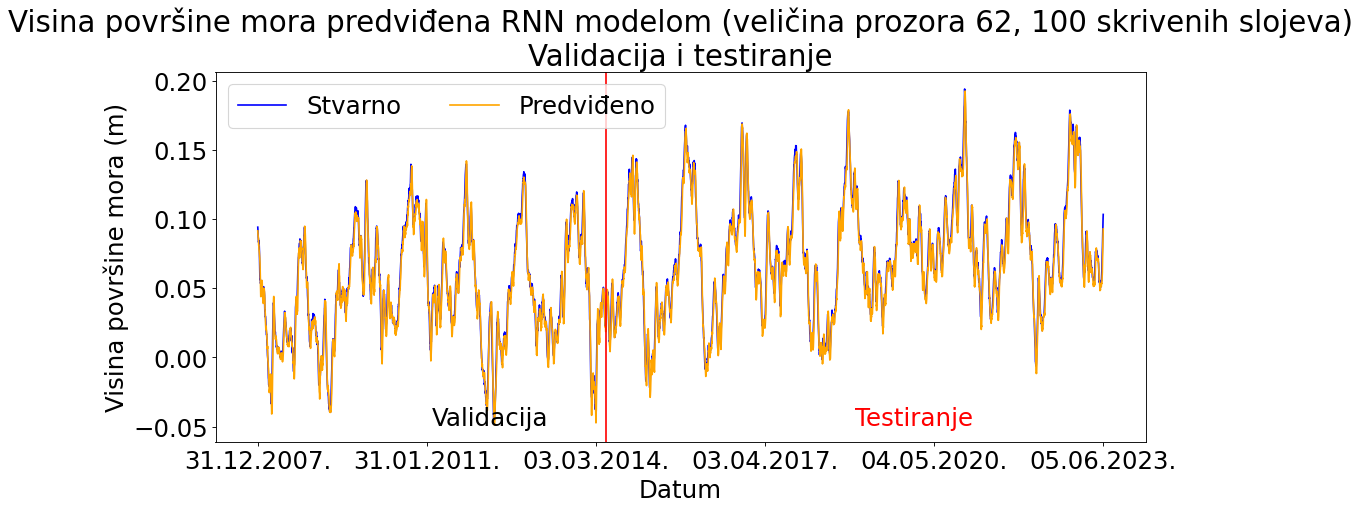 Visina površine mora predviđena RNN modelom (veličina prozora 62, 100 skrivenih slojeva)
Validacija i testiranje
Stvarno
Predviđeno
Visina površine mora (m)
0.20
0.15
0.10
0.05
0.00
−0.05
Validacija
Testiranje
31.12.2007.
31.01.2011.
03.03.2014.
03.04.2017.
04.05.2020.
05.06.2023.
Datum